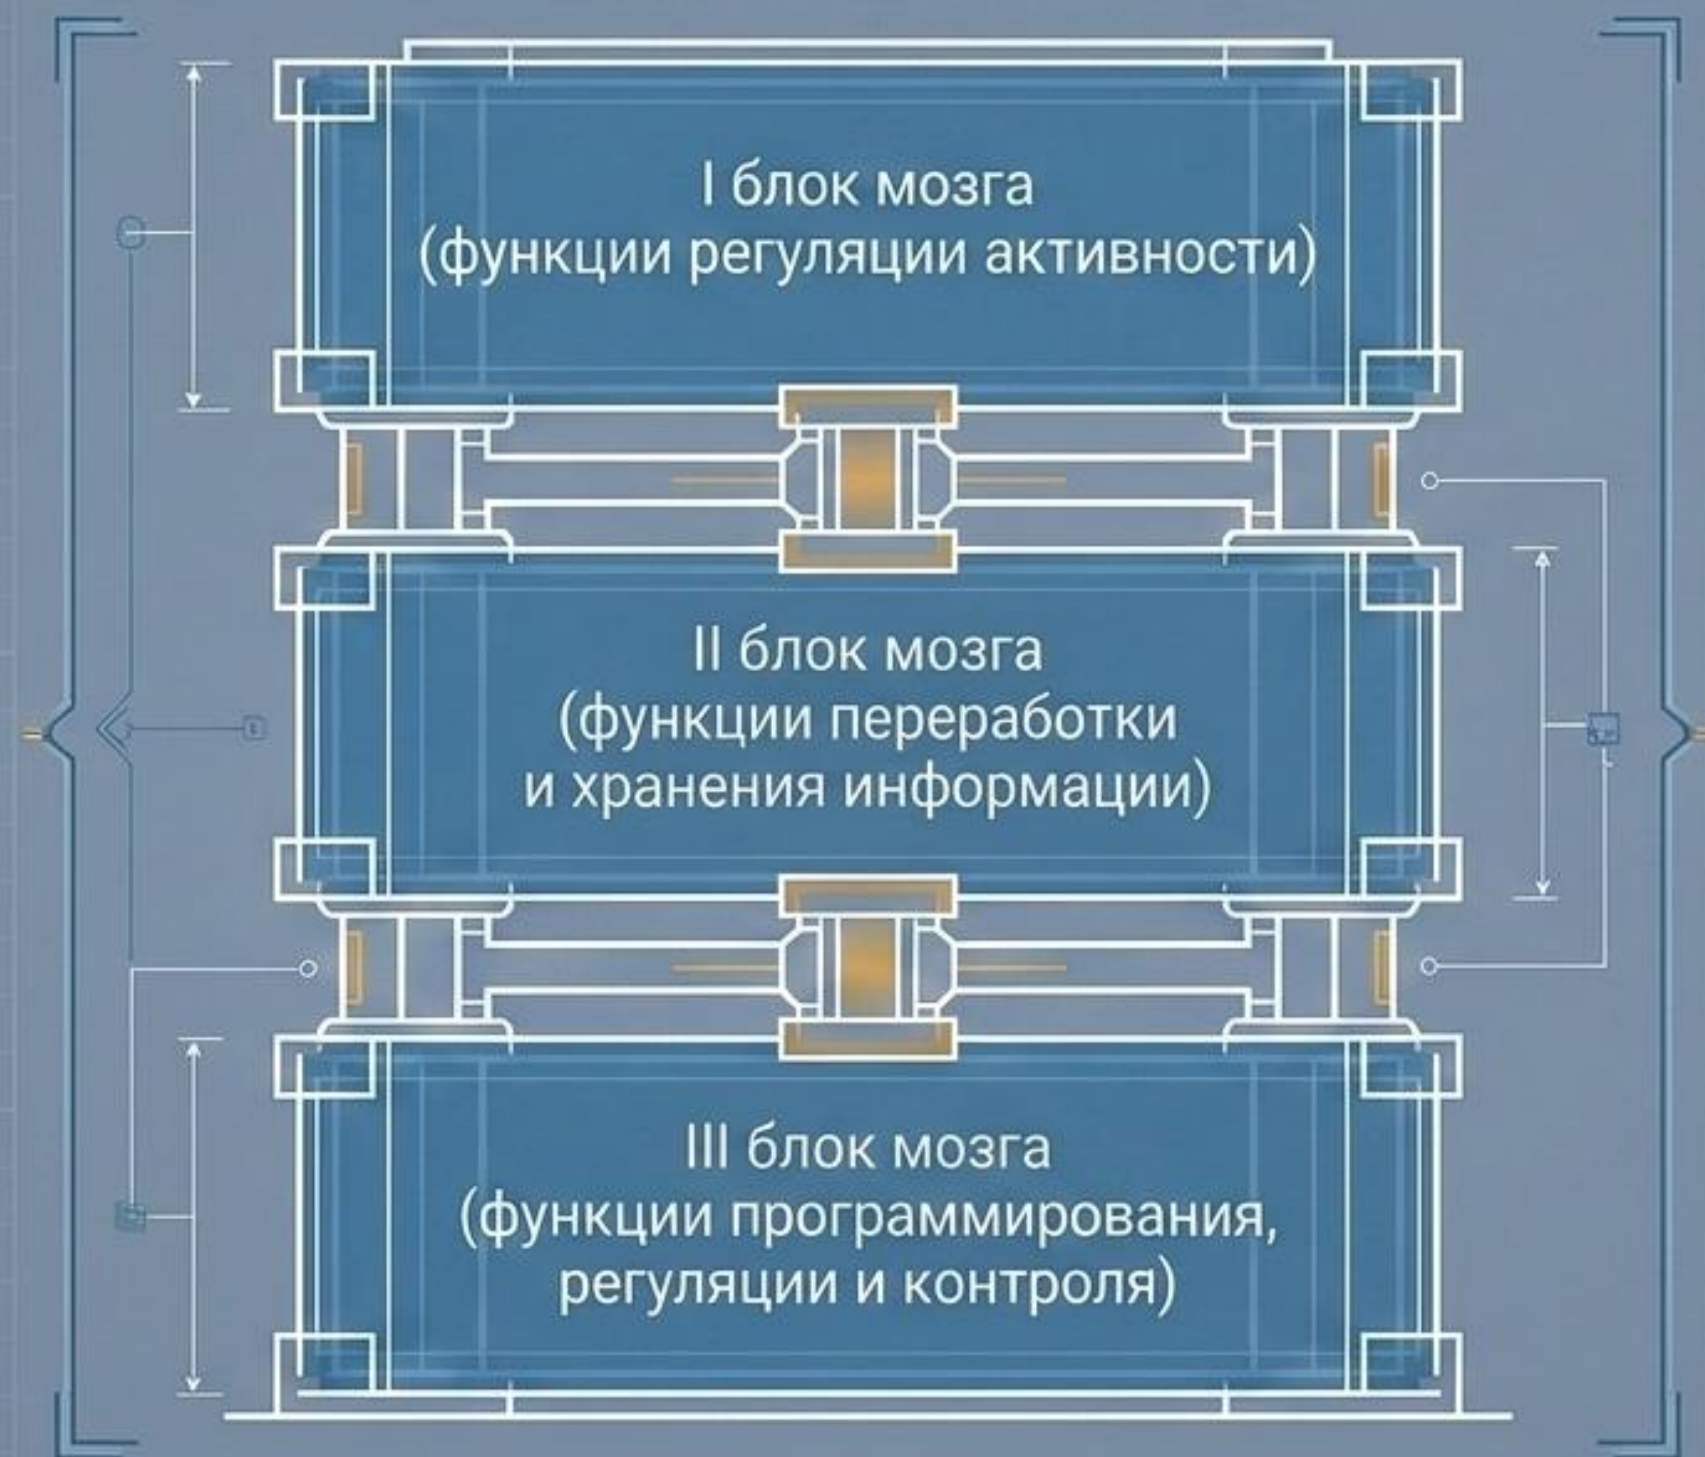 I блок мозга
(функции регуляции активности)
II блок мозга
(функции переработки
и хранения информации)
III блок мозга
(функции программирования,
регуляции и контроля)